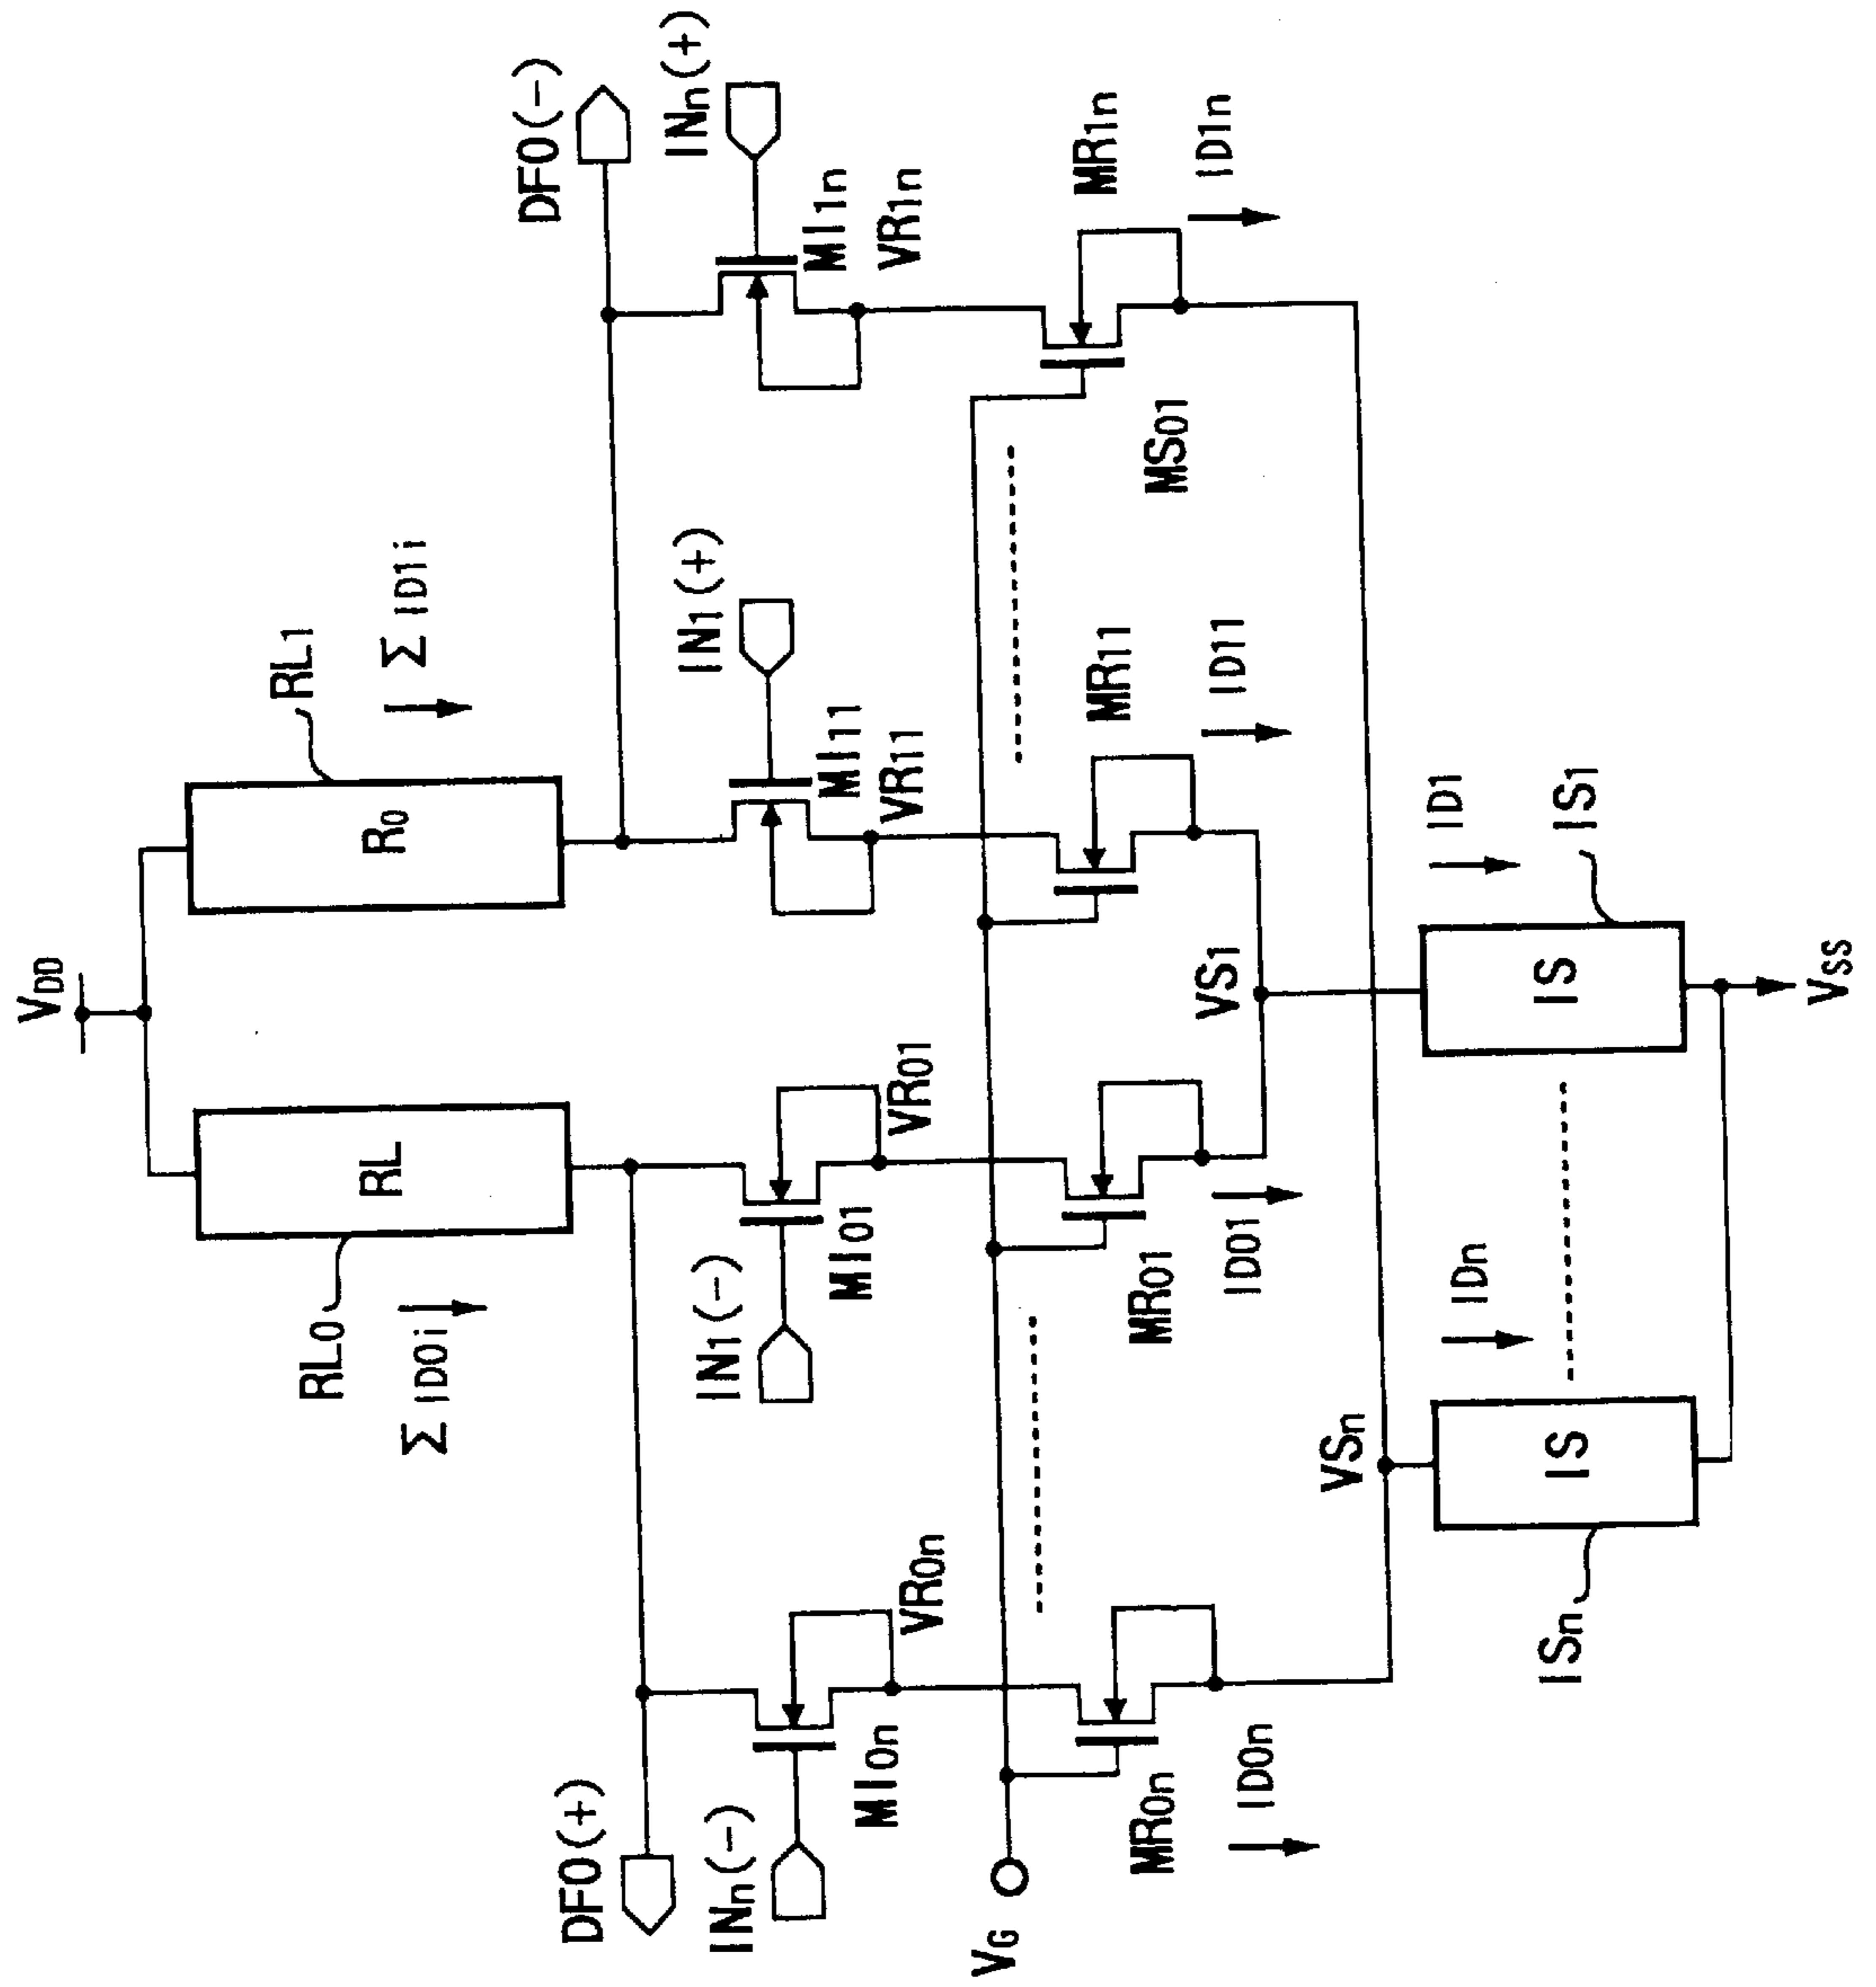 VDD
RL0 RL R0 RL1
Σ ID0i Σ ID1i
DFO(+) DFO(-)
INn(-) IN1(-) IN1(+) INn(+)
MI0n MI01 MI11 MI1n
VR0n VR01 VR11 VR1n
VG
MR0n MR01 MR11 MS01 MR1n
ID0n ID01 ID11 ID1n
VSn VS1
IDn ID1
ISn IS IS IS1
VSS